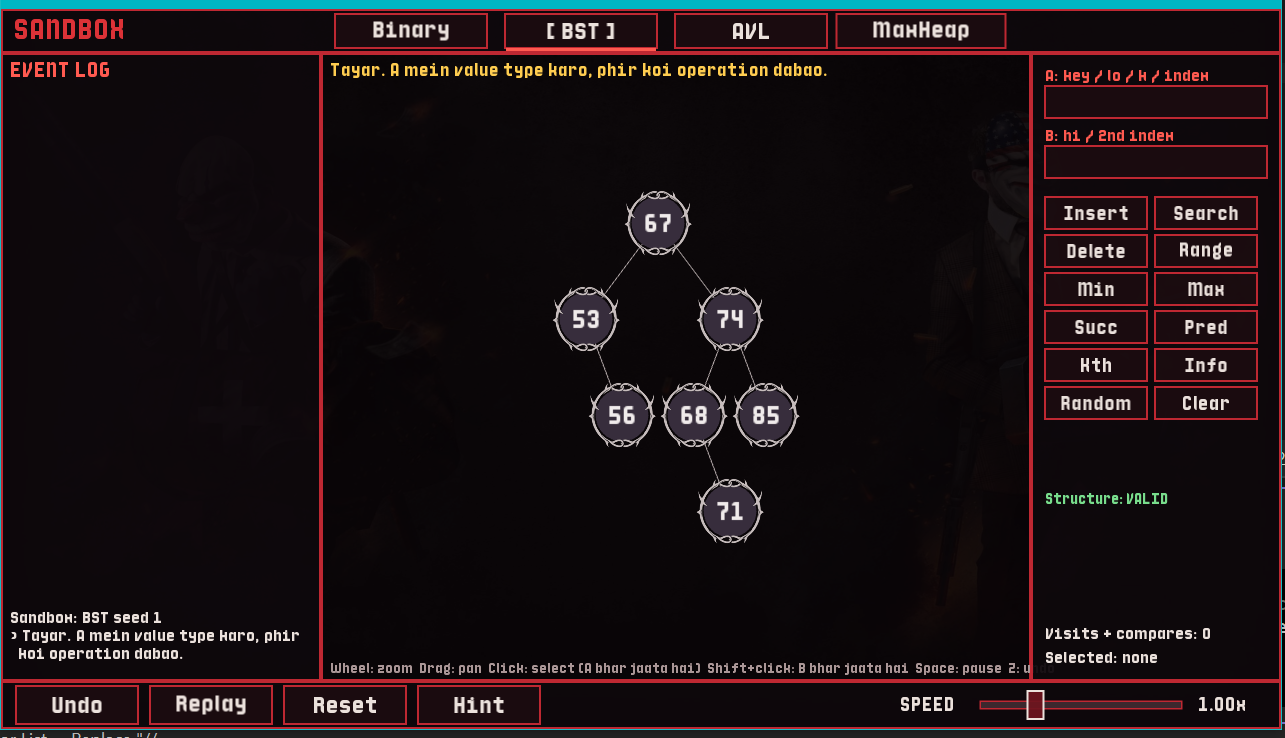 SANDBOX
Binary
[ BST ]
AVL
MaxHeap
EVENT LOG
Tayar. A mein value type karo, phir koi operation dabao.
A: key / lo / k / index
B: hi / 2nd index
67
53
74
56
68
85
71
Insert
Search
Delete
Range
Min
Max
Succ
Pred
Kth
Info
Random
Clear
Structure: VALID
Sandbox: BST seed 1
> Tayar. A mein value type karo, phir
koi operation dabao.
Visits + compares: 0
Selected: none
Wheel: zoom Drag: pan Click: select (A bhar jaata hai) Shift+click: B bhar jaata hai Space: pause Z: undo
Undo
Replay
Reset
Hint
SPEED
1.00x